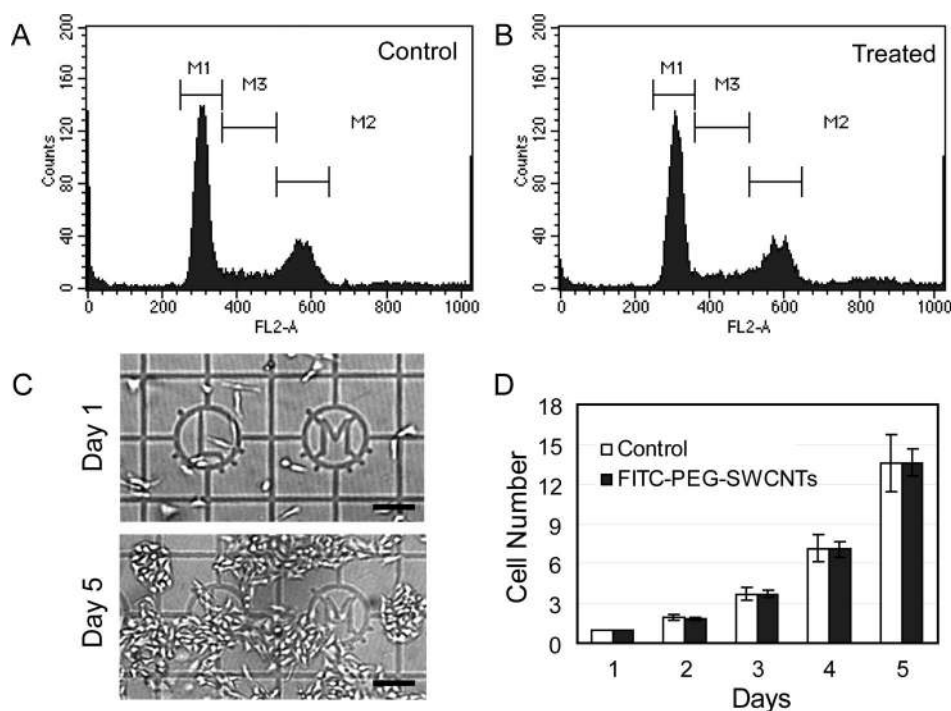 A
Control
200
160
120
80
40
0
Counts
M1
M3
M2
0 200 400 600 800 1000
FL2-A
B
Treated
200
160
120
80
40
0
Counts
M1
M3
M2
0 200 400 600 800 1000
FL2-A
C
Day 1
M
Day 5
M
D
18
15
12
9
6
3
0
Cell Number
Control
FITC-PEG-SWCNTs
1 2 3 4 5
Days